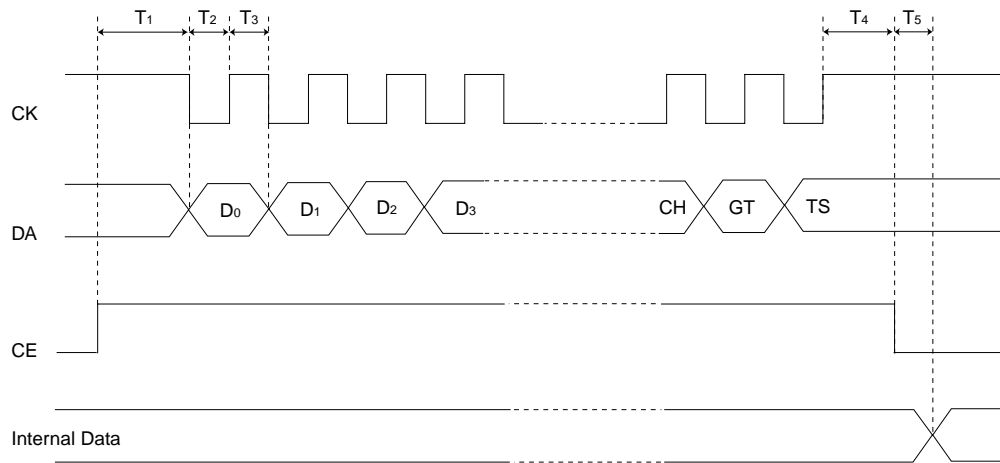 T1 T2 T3 T4 T5
CK
DA D0 D1 D2 D3 CH GT TS
CE
Internal Data